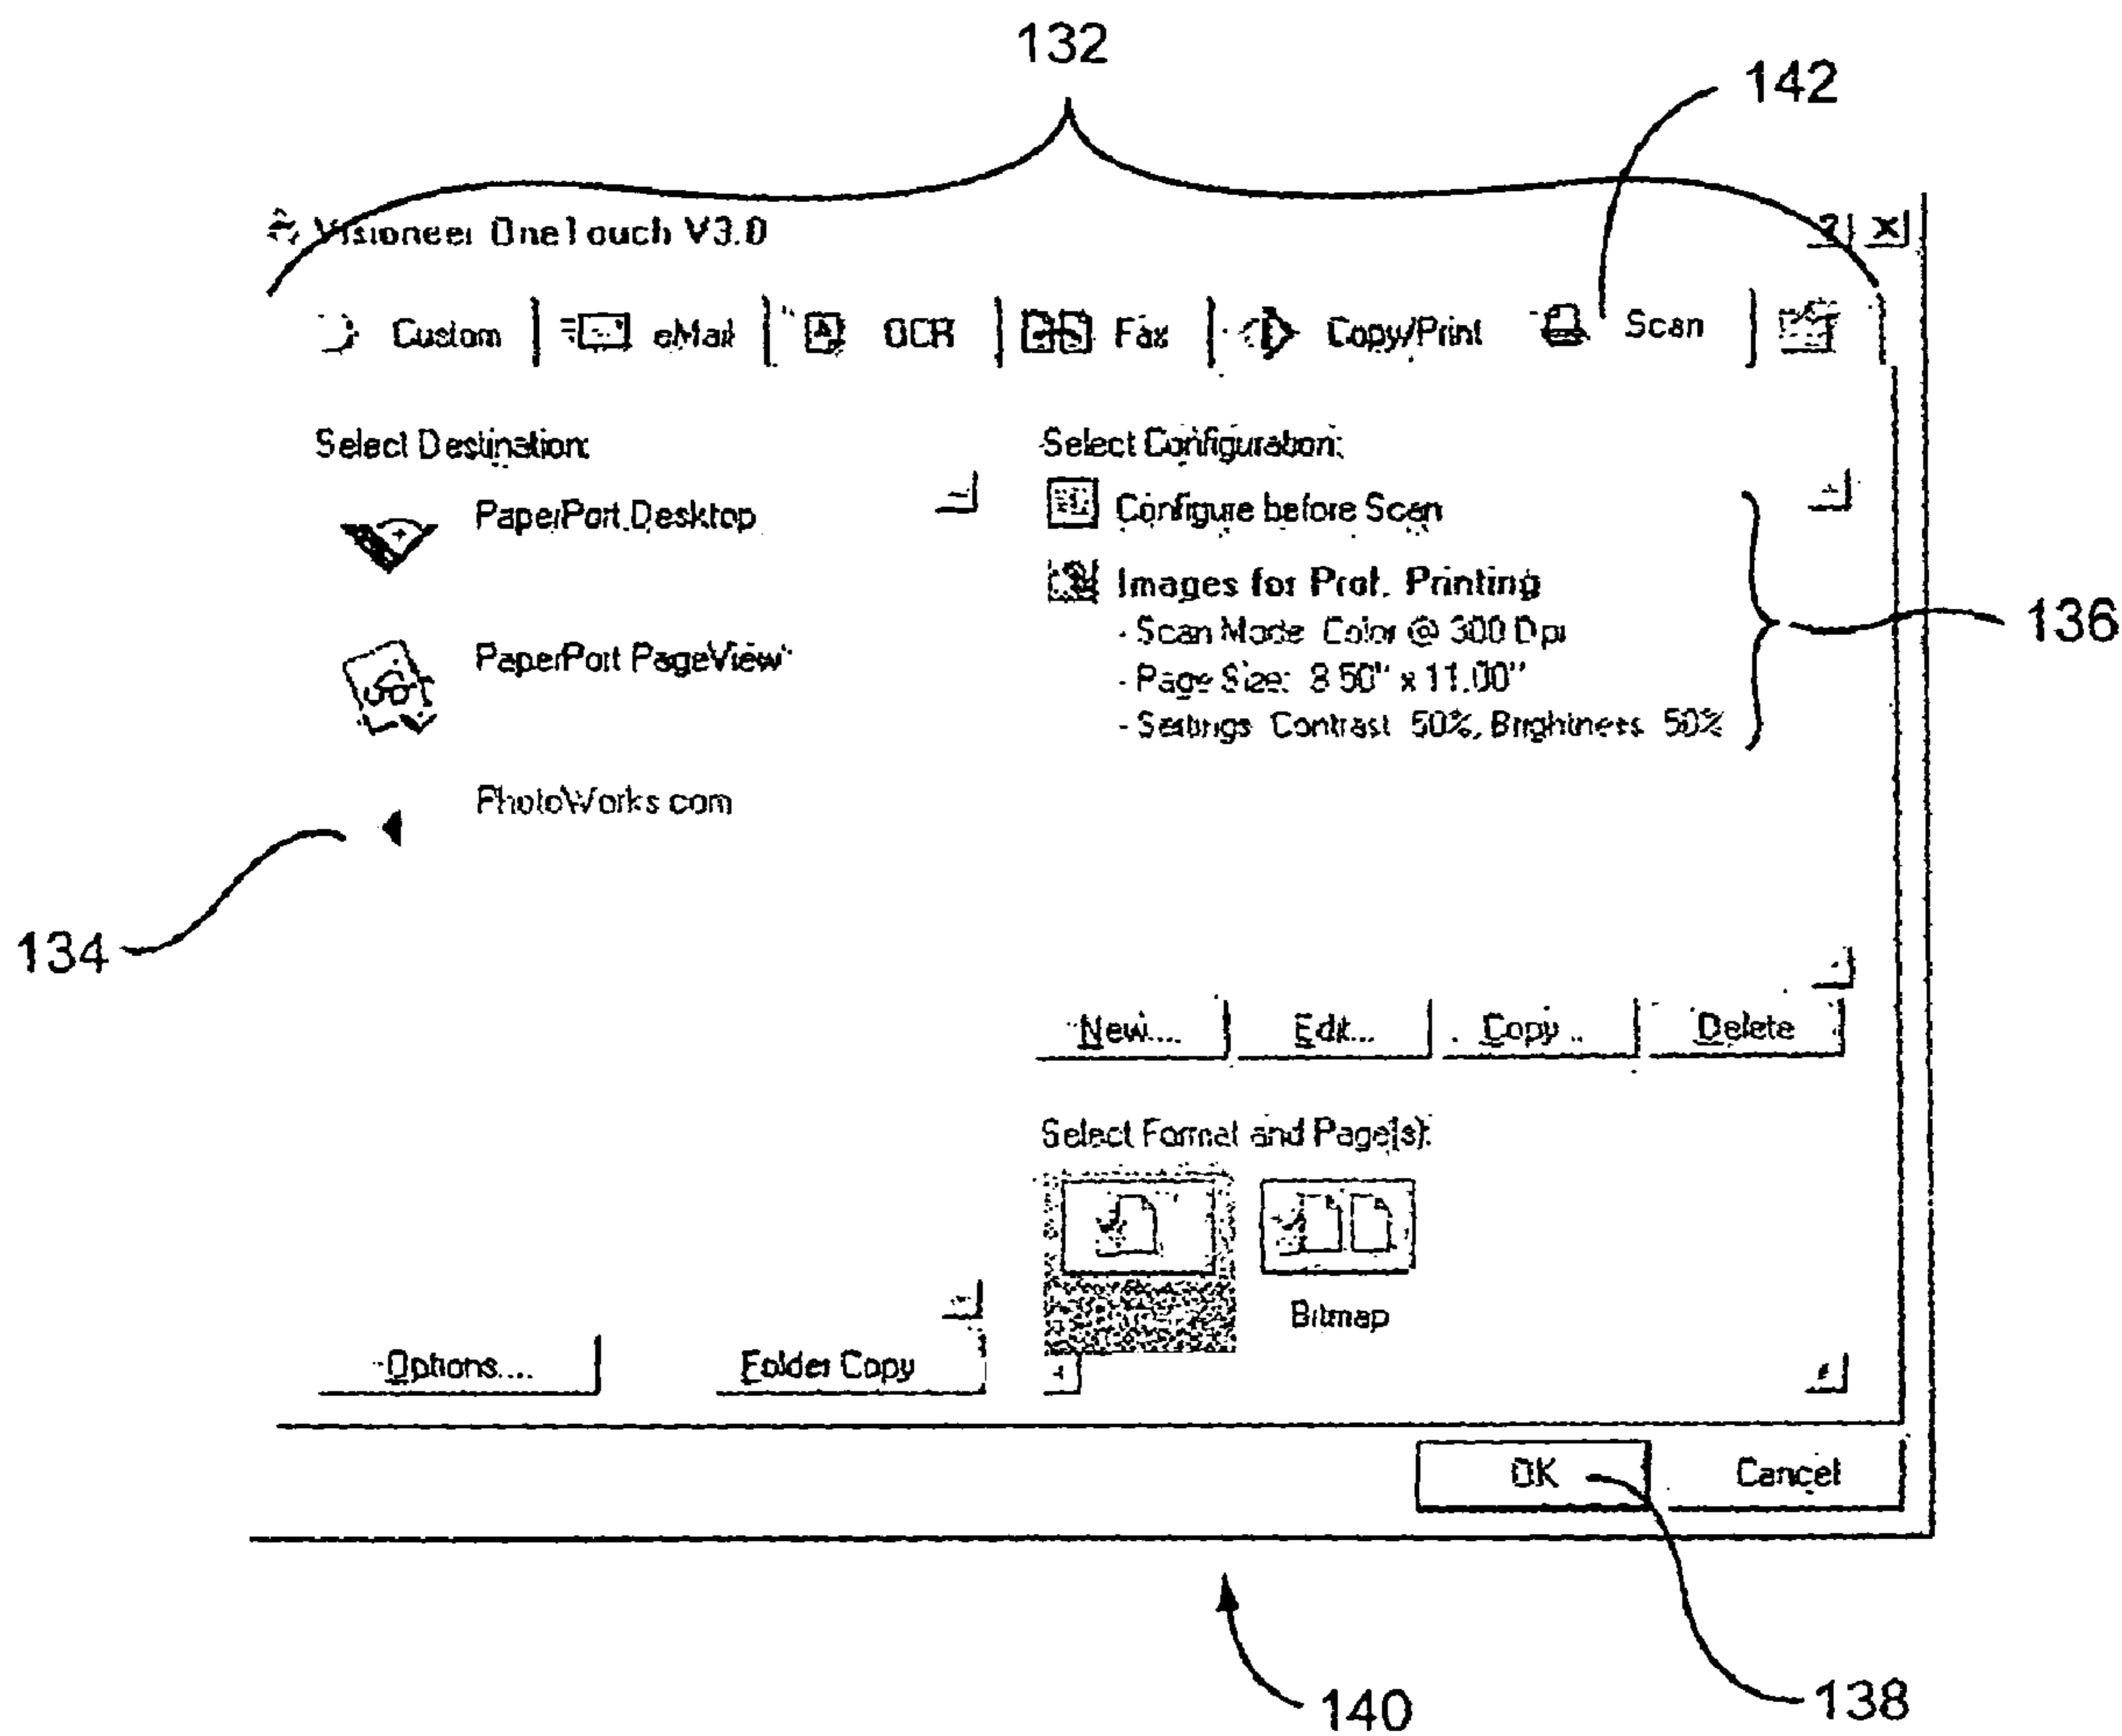 132
142
Visioneer OneTouch V3.0
? X
Custom eMail OCR Fax Copy/Print Scan
Select Destination:
Select Configuration:
PaperPort Desktop
Configure before Scan
Images for Prof. Printing
- Scan Mode Color @ 300 Dpi
136
PaperPort PageView
- Page Size: 8.50" x 11.00"
- Settings Contrast 50%, Brightness 50%
PhotoWorks.com
134
New... Edit... Copy... Delete
Select Format and Page(s):
Bitmap
Options... Folder Copy
OK Cancel
140
138